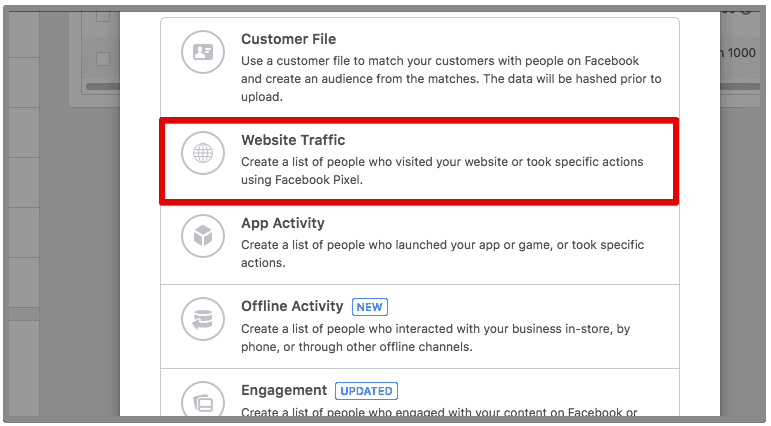 Customer File
Use a customer file to match your customers with people on Facebook
and create an audience from the matches. The data will be hashed prior to
upload.
1000
Website Traffic
Create a list of people who visited your website or took specific actions
using Facebook Pixel.
App Activity
Create a list of people who launched your app or game, or took specific
actions.
Offline Activity NEW
Create a list of people who interacted with your business in-store, by
phone, or through other offline channels.
Engagement UPDATED
Create a list of people who engaged with your content on Facebook or